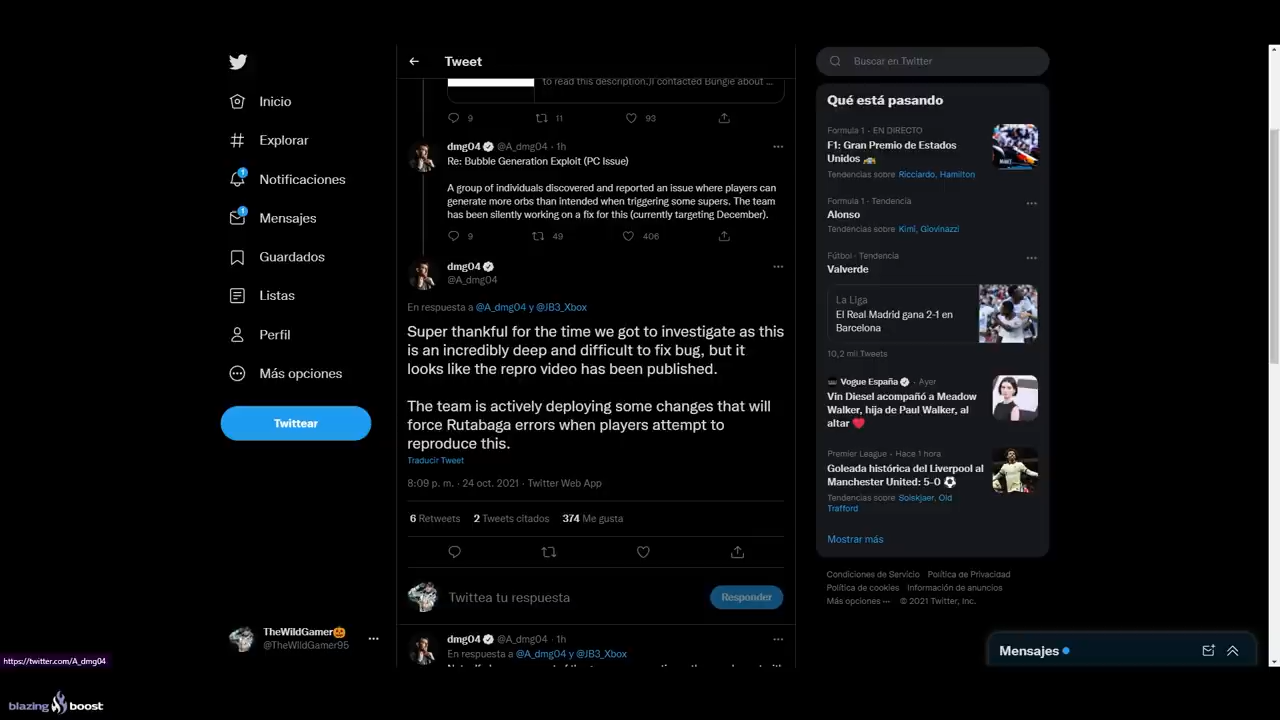 Inicio
Explorar
1
Notificaciones
1
Mensajes
Guardados
Listas
Perfil
Más opciones
Twittear
TheWildGamer🎃
@TheWildGamer95
https://twitter.com/A_dmg04
blazing boost
Tweet
to read this description.)I contacted Bungie about ...
9 11 93
dmg04 @A_dmg04 · 1h
Re: Bubble Generation Exploit (PC Issue)
A group of individuals discovered and reported an issue where players can
generate more orbs than intended when triggering some supers. The team
has been silently working on a fix for this (currently targeting December).
9 49 406
dmg04
@A_dmg04
En respuesta a @A_dmg04 y @JB3_Xbox
Super thankful for the time we got to investigate as this
is an incredibly deep and difficult to fix bug, but it
looks like the repro video has been published.
The team is actively deploying some changes that will
force Rutabaga errors when players attempt to
reproduce this.
Traducir Tweet
8:09 p. m. · 24 oct. 2021 · Twitter Web App
6 Retweets 2 Tweets citados 374 Me gusta
Twittea tu respuesta
Responder
dmg04 @A_dmg04 · 1h
En respuesta a @A_dmg04 y @JB3_Xbox
Buscar en Twitter
Qué está pasando
Formula 1 · EN DIRECTO
F1: Gran Premio de Estados
Unidos 🏎
Tendencias sobre Ricciardo, Hamilton
Formula 1 · Tendencia
Alonso
Tendencias sobre Kimi, Giovinazzi
Fútbol · Tendencia
Valverde
La Liga
El Real Madrid gana 2-1 en
Barcelona
10,2 mil Tweets
Vogue España · Ayer
Vin Diesel acompañó a Meadow
Walker, hija de Paul Walker, al
altar ❤️
Premier League · Hace 1 hora
Goleada histórica del Liverpool al
Manchester United: 5-0 ⚽
Tendencias sobre Solskjaer, Old
Trafford
Mostrar más
Condiciones de Servicio Política de Privacidad
Política de cookies Información de anuncios
Más opciones ··· © 2021 Twitter, Inc.
Mensajes